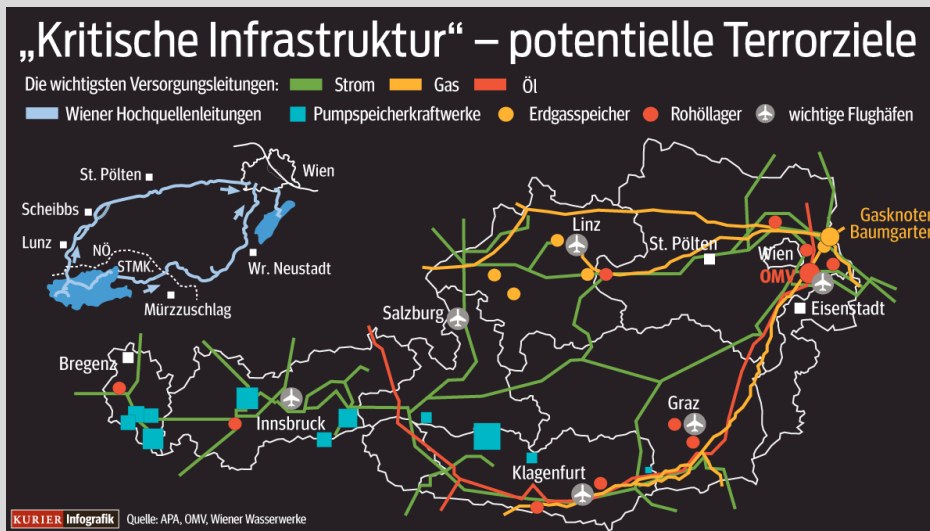 „Kritische Infrastruktur“ – potentielle Terrorziele
Die wichtigsten Versorgungsleitungen: Strom Gas Öl
Wiener Hochquellenleitungen Pumpspeicherkraftwerke Erdgasspeicher Rohöllager wichtige Flughäfen
St. Pölten
Wien
Scheibbs
Lunz
NÖ.
STMK.
Wr. Neustadt
Mürzzuschlag
Linz
St. Pölten
Wien
OMV
Gasknoten
Baumgarten
Eisenstadt
Salzburg
Bregenz
Innsbruck
Graz
Klagenfurt
KURIER Infografik Quelle: APA, OMV, Wiener Wasserwerke